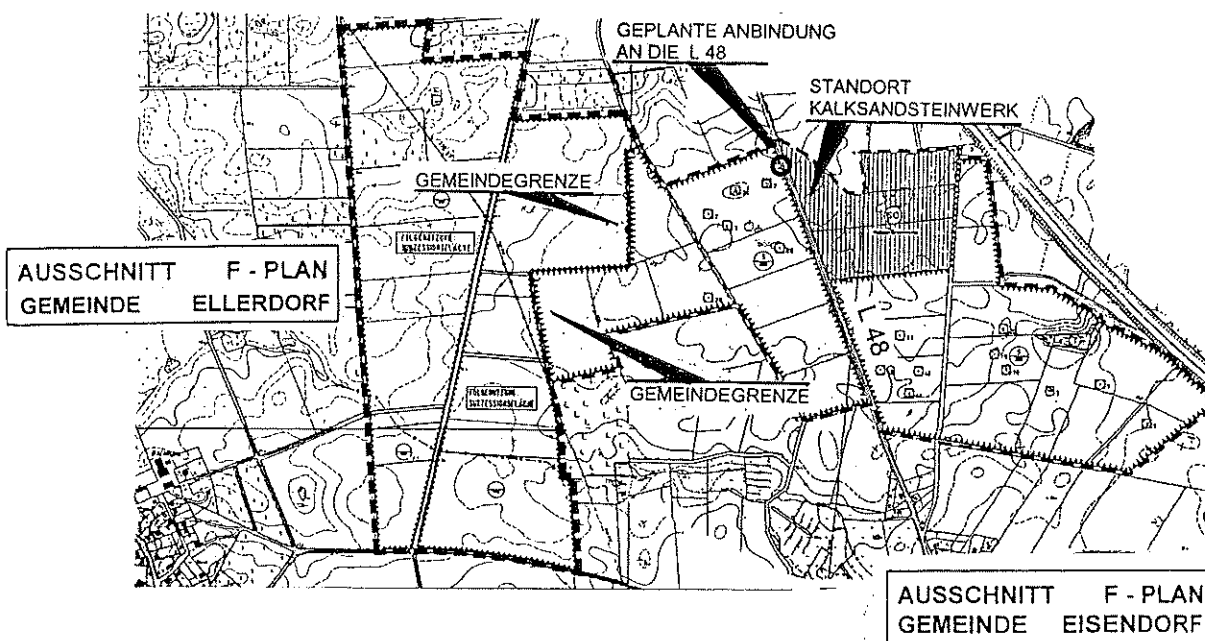 GEPLANTE ANBINDUNG
AN DIE L 48
STANDORT
KALKSANDSTEINWERK
GEMEINDEGRENZE
AUSSCHNITT F - PLAN
GEMEINDE ELLERDORF
L 48
GEMEINDEGRENZE
AUSSCHNITT F - PLAN
GEMEINDE EISENDORF